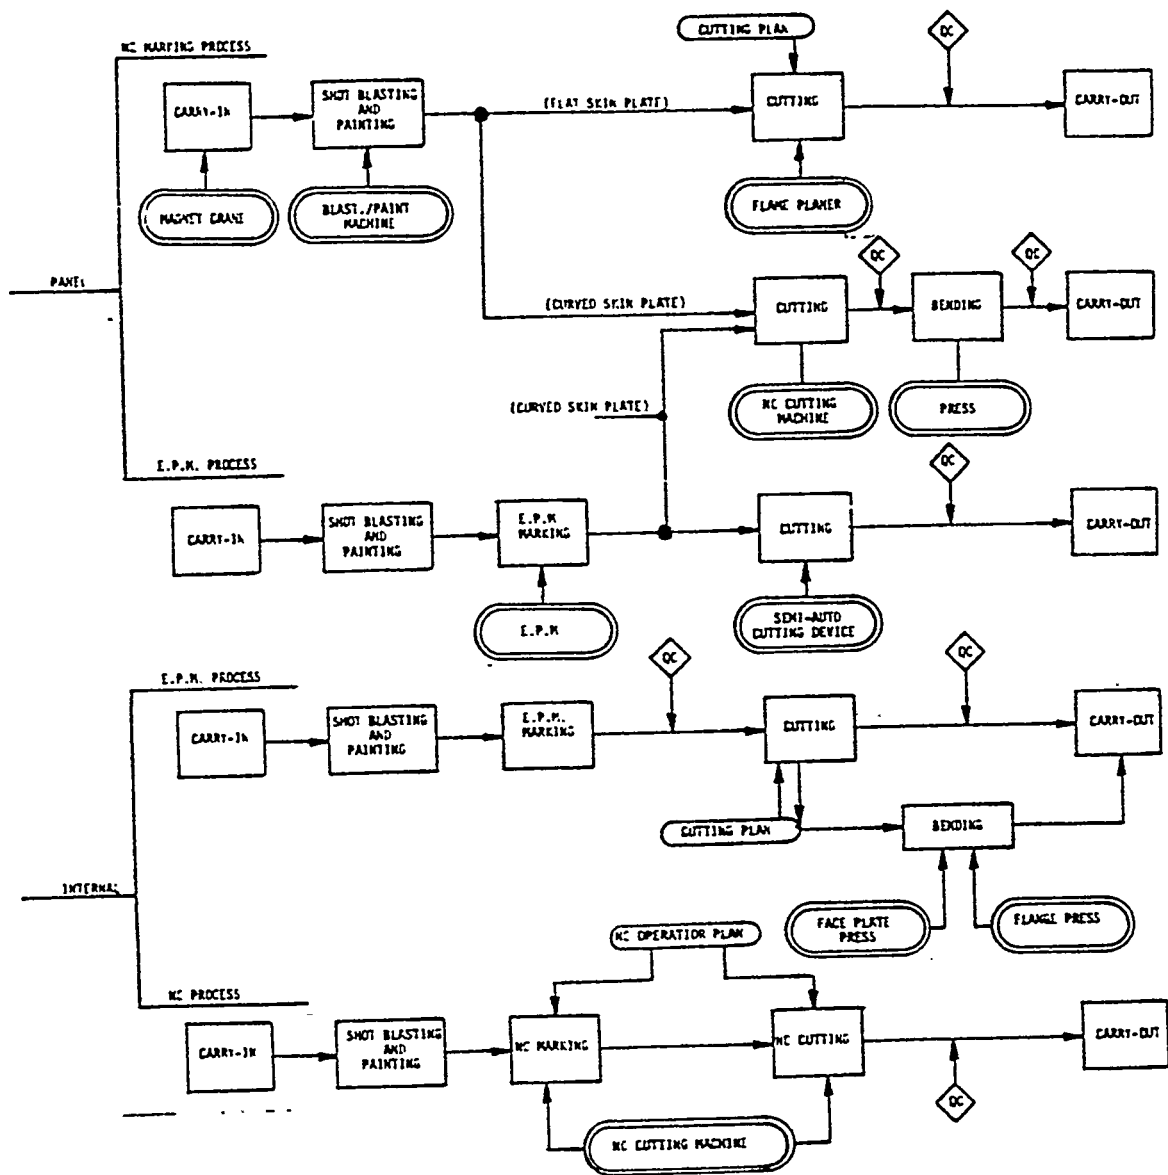 NC MARKING PROCESS
CARRY-IN
SHOT BLASTING
AND
PAINTING
(FLAT SKIN PLATE)
CUTTING PLAN
CUTTING
QC
CARRY-OUT
MAGNET CRANE
BLAST./PAINT
MACHINE
FLAME PLANER
PANEL
(CURVED SKIN PLATE)
CUTTING
QC
BENDING
QC
CARRY-OUT
NC CUTTING
MACHINE
PRESS
(CURVED SKIN PLATE)
E.P.M. PROCESS
CARRY-IN
SHOT BLASTING
AND
PAINTING
E.P.M
MARKING
CUTTING
QC
CARRY-OUT
E.P.M
SEMI-AUTO
CUTTING DEVICE
E.P.M. PROCESS
CARRY-IN
SHOT BLASTING
AND
PAINTING
E.P.M.
MARKING
QC
CUTTING
QC
CARRY-OUT
CUTTING PLAN
BENDING
INTERNAL
FACE PLATE
PRESS
FLANGE PRESS
NC OPERATION PLAN
NC PROCESS
CARRY-IN
SHOT BLASTING
AND
PAINTING
NC MARKING
NC CUTTING
QC
CARRY-OUT
NC CUTTING MACHINE